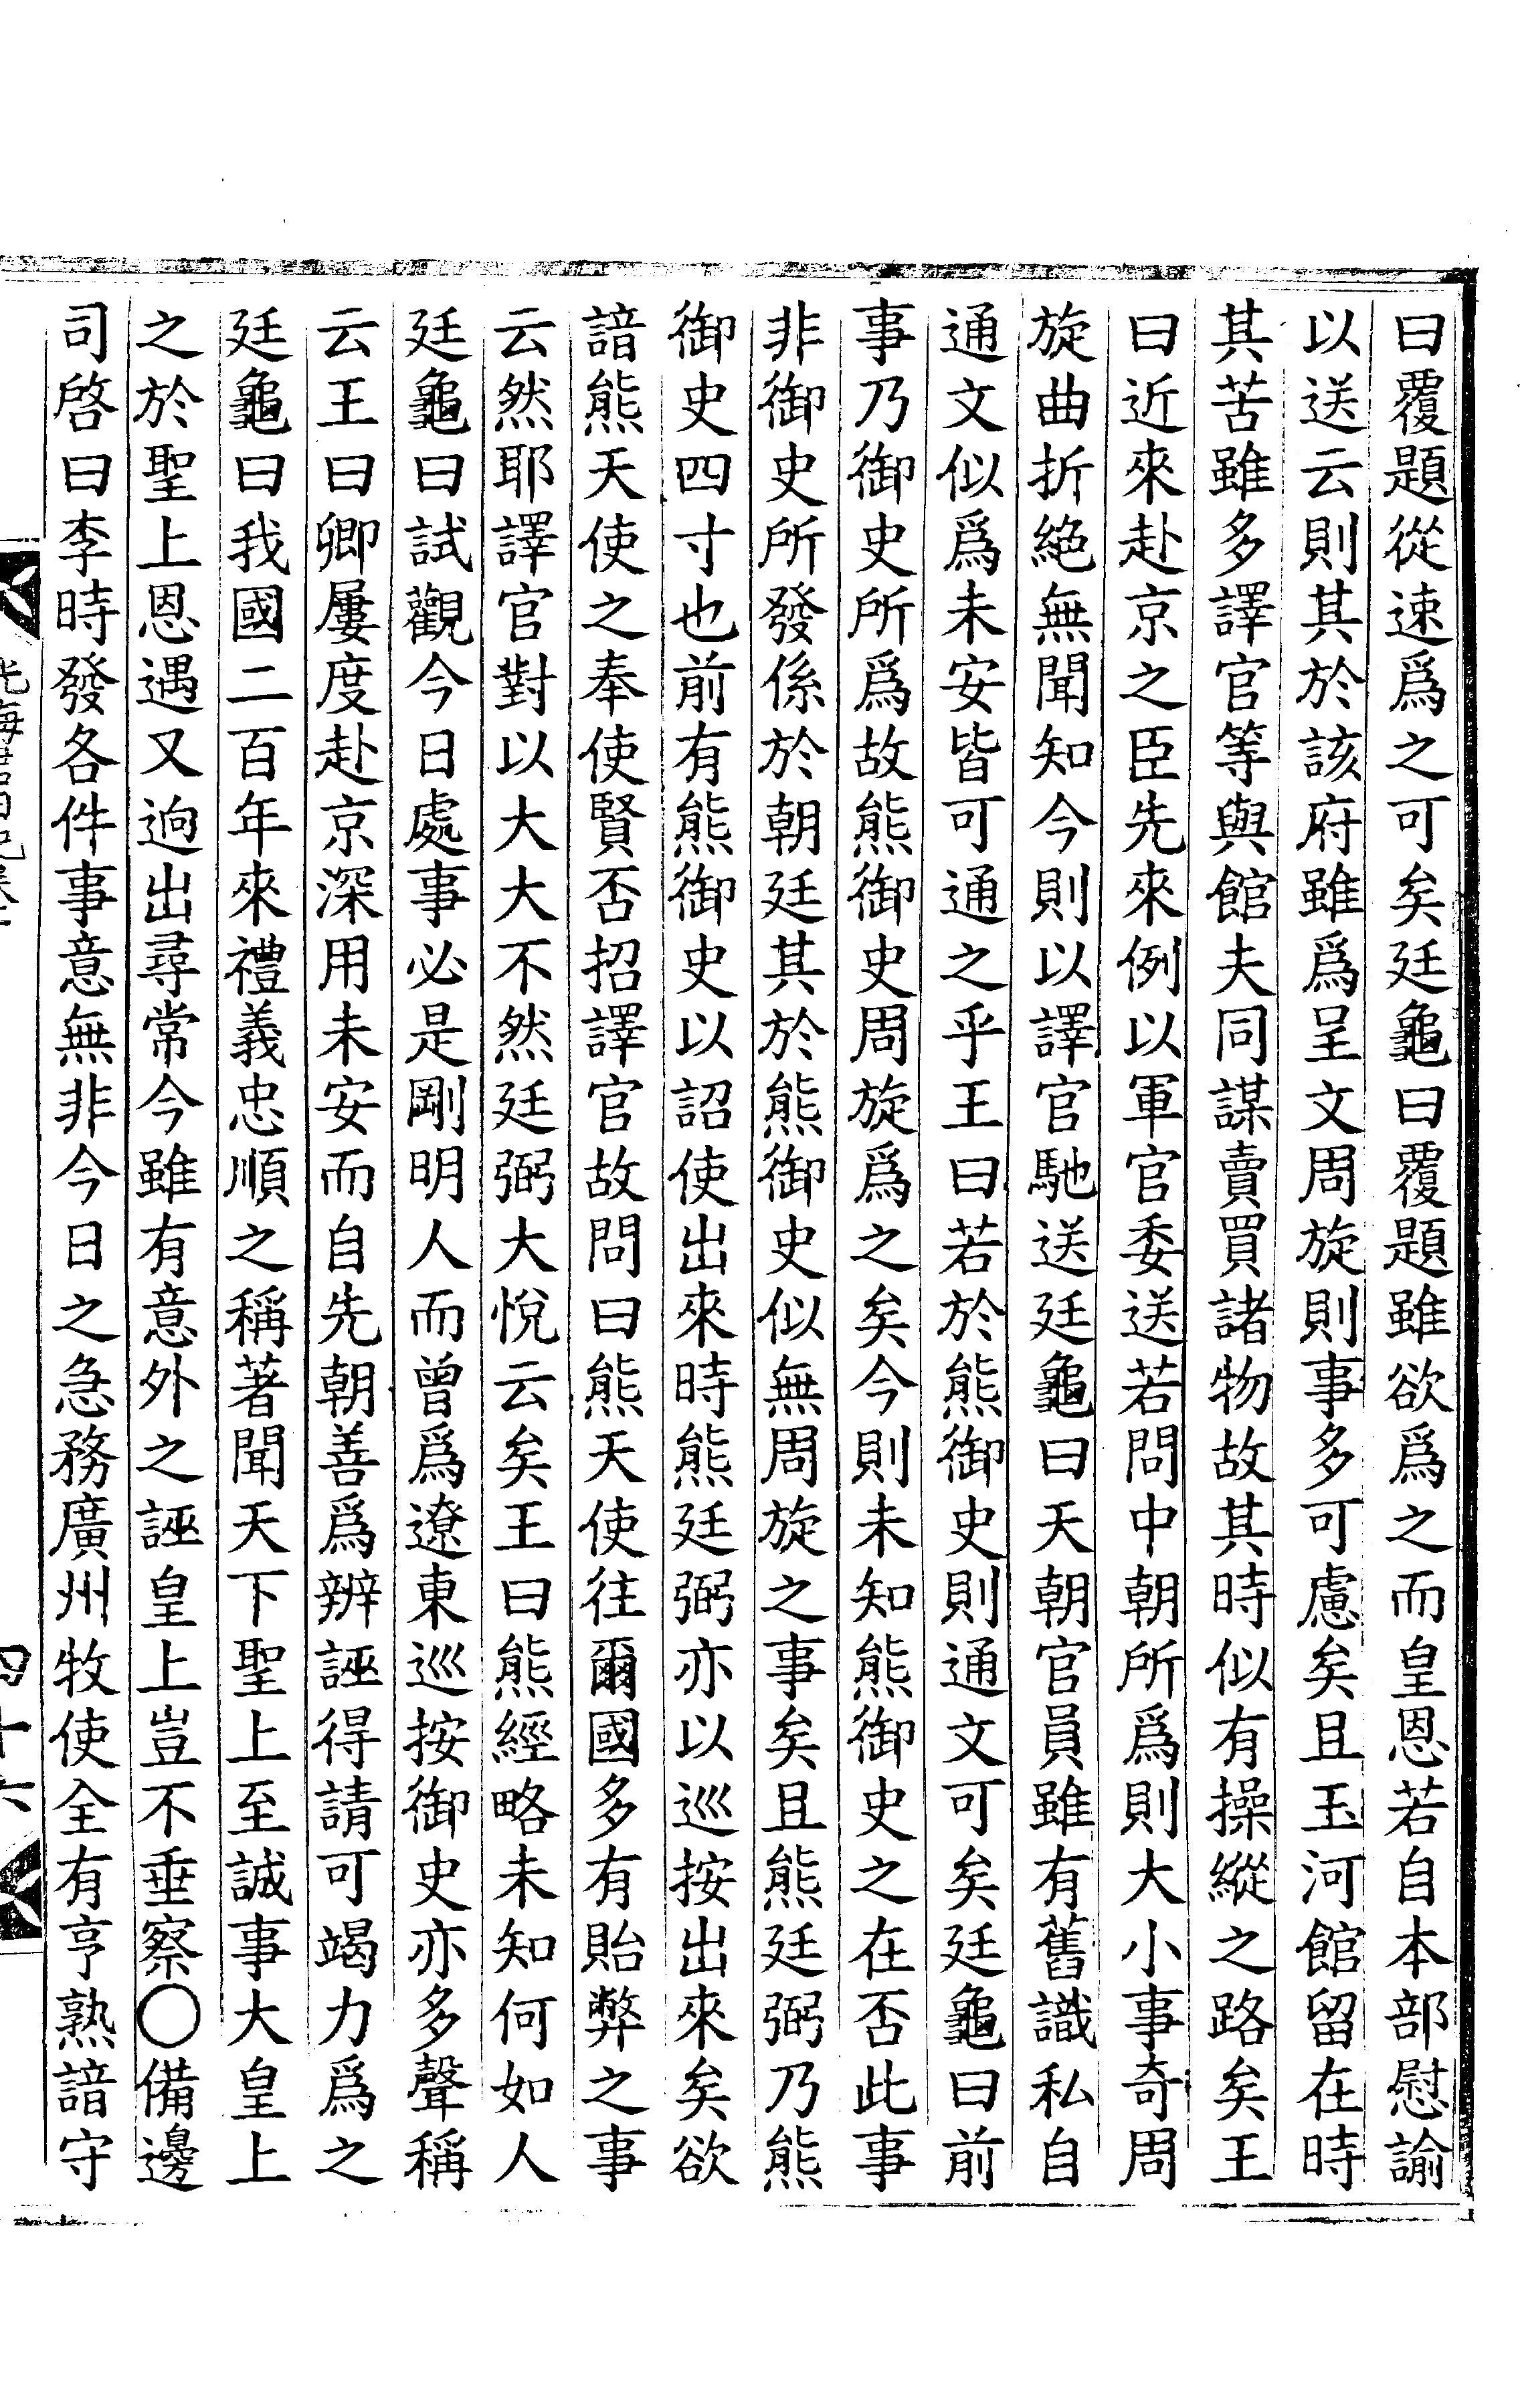 曰覆題從速爲之可矣廷龜曰覆題雖欲爲之而皇恩若自本部慰諭
以送云則其於該府雖爲呈文周旋則事多可慮矣且玉河館留在時
其苦雖多譯官等與館夫同謀賣買諸物故其時似有操縱之路矣王
曰近來赴京之臣先來例以軍官委送若問中朝所爲則大小事奇周
旋曲折絶無聞知今則以譯官馳送廷龜曰天朝官員雖有舊識私自
通文似爲未安皆可通之乎王曰若於熊御史則通文可矣廷龜曰前
事乃御史所爲故熊御史周旋爲之矣今則未知熊御史之在否此事
非御史所發係於朝廷其於熊御史似無周旋之事矣且熊廷弼乃熊
御史四寸也前有熊御史以詔使出來時熊廷弼亦以巡按出來矣欲
諳熊天使之奉使賢否招譯官故問曰熊天使往爾國多有貽弊之事
云然耶譯官對以大大不然廷弼大悅云矣王曰熊經略未知何如人
廷龜曰試觀今日處事必是剛明人而曾爲遼東巡按御史亦多聲稱
云王曰卿屢度赴京深用未安而自先朝善爲辨誣得請可竭力爲之
廷龜曰我國二百年來禮義忠順之稱著聞天下聖上至誠事大皇上
之於聖上恩遇又逈出尋常今雖有意外之誣皇上豈不垂察〇備邊
司啓曰李時發各件事意無非今日之急務廣州牧使全有亨熟諳守
四十六